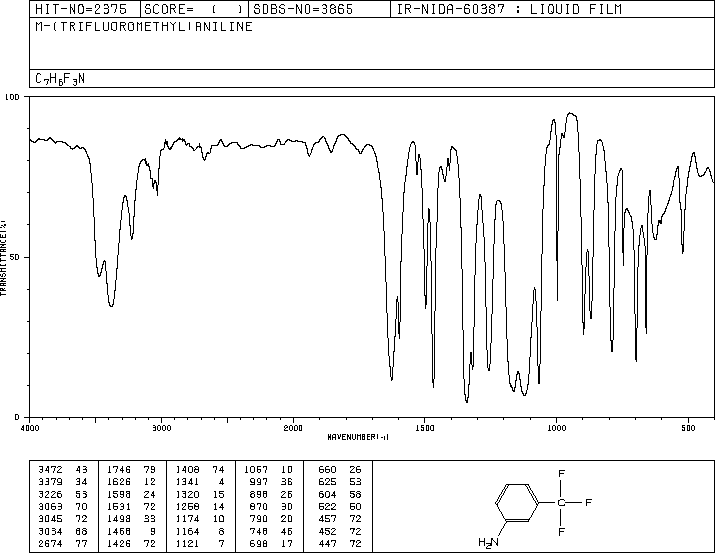 HIT-NO=2375 SCORE= ( ) SDBS-NO=3865 IR-NIDA-60387 : LIQUID FILM
M-(TRIFLUOROMETHYL)ANILINE
C7H6F3N
100
50
0
TRANSMITTANCE(%)
4000 3000 2000 1500 1000 500
WAVENUMBER(-1)
3472 43 1746 79 1408 74 1067 10 660 26
3379 34 1626 12 1341 4 997 36 625 53
3226 53 1598 24 1320 15 898 26 604 58
3069 70 1531 72 1258 14 870 30 522 50
3045 72 1498 33 1174 10 790 20 457 72
3034 68 1468 9 1164 8 748 46 452 72
2674 77 1426 72 1121 7 698 17 447 72
F
C F
F
H2N